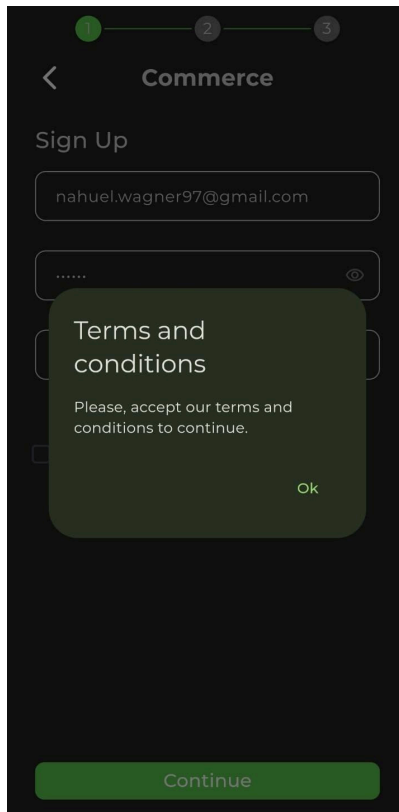 1 2 3
Commerce
Sign Up
nahuel.wagner97@gmail.com
......
Terms and
conditions
Please, accept our terms and
conditions to continue.
Ok
Continue